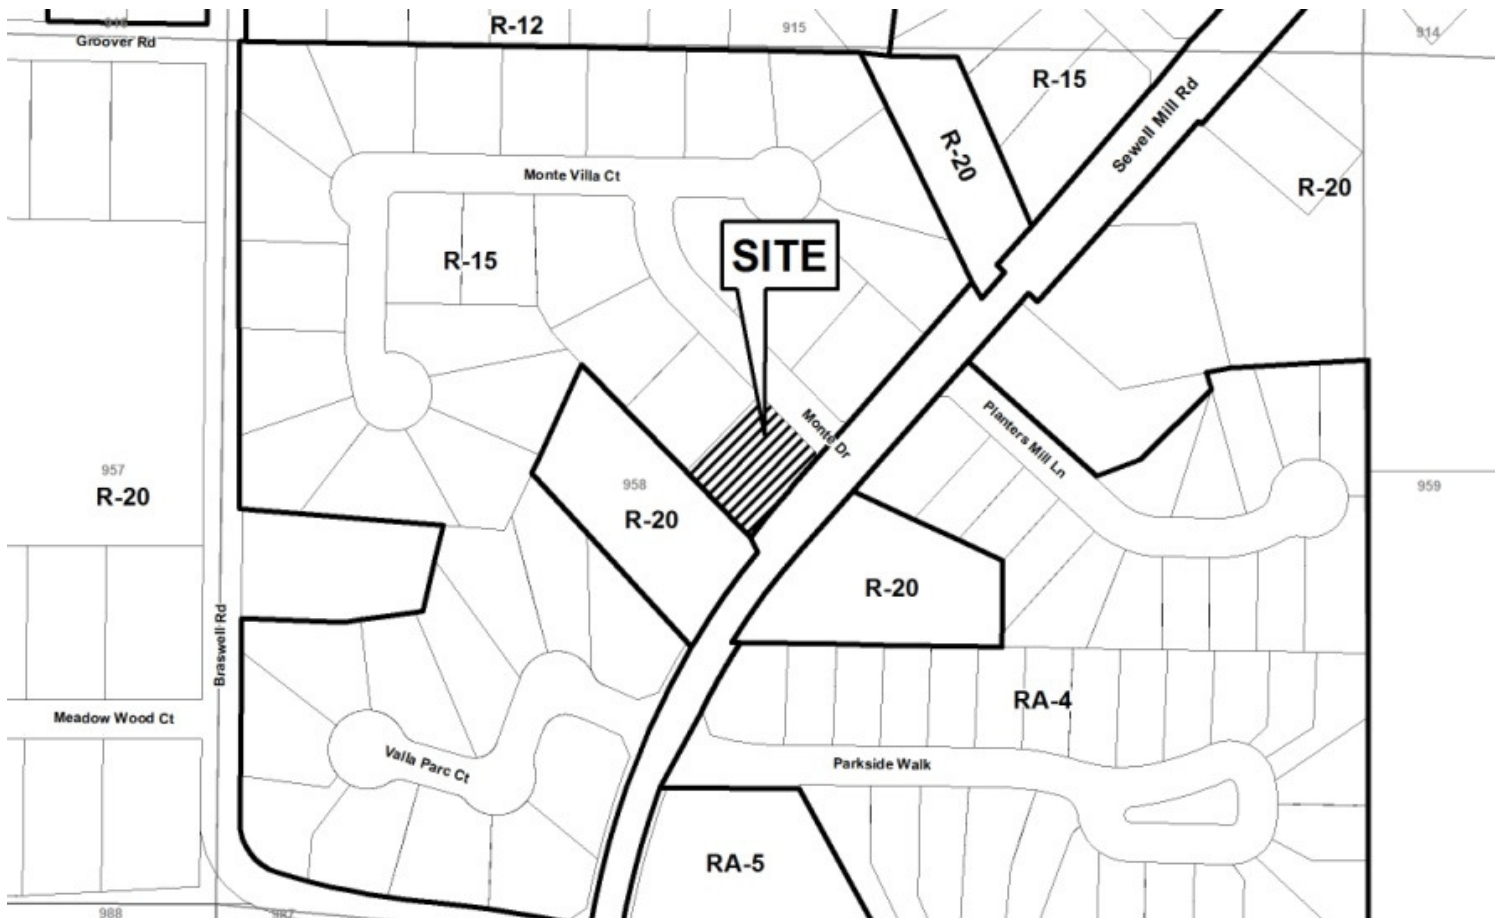 916
R-12
915
914
Groover Rd
R-15
Sewell Mill Rd
R-20
Monte Villa Ct
R-20
SITE
R-15
Monte Dr
Planters Mill Ln
957
958
959
R-20
R-20
R-20
Braswell Rd
RA-4
Meadow Wood Ct
Valla Parc Ct
Parkside Walk
RA-5
988
987